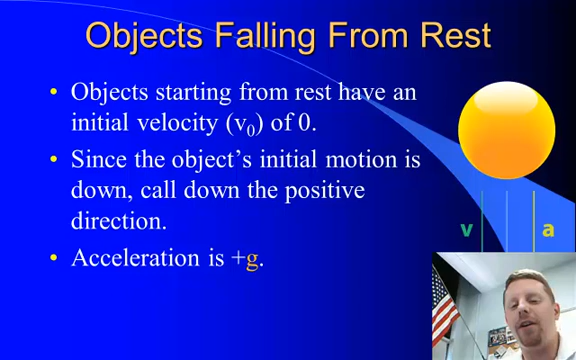 Objects Falling From Rest
• Objects starting from rest have an
initial velocity (v₀) of 0.
• Since the object's initial motion is
down, call down the positive
direction.
• Acceleration is +g.
v
a